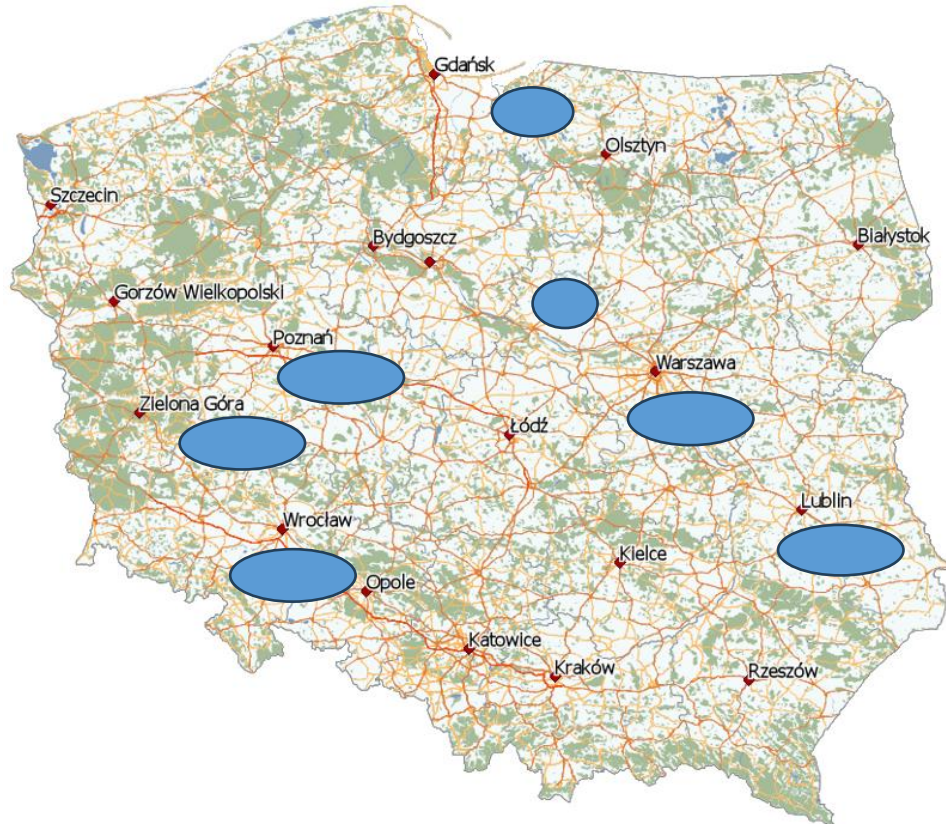 Gdańsk
Olsztyn
Szczecin
Bydgoszcz
Białystok
Gorzów Wielkopolski
Poznań
Warszawa
Zielona Góra
Łódź
Lublin
Wrocław
Kielce
Opole
Katowice
Kraków
Rzeszów